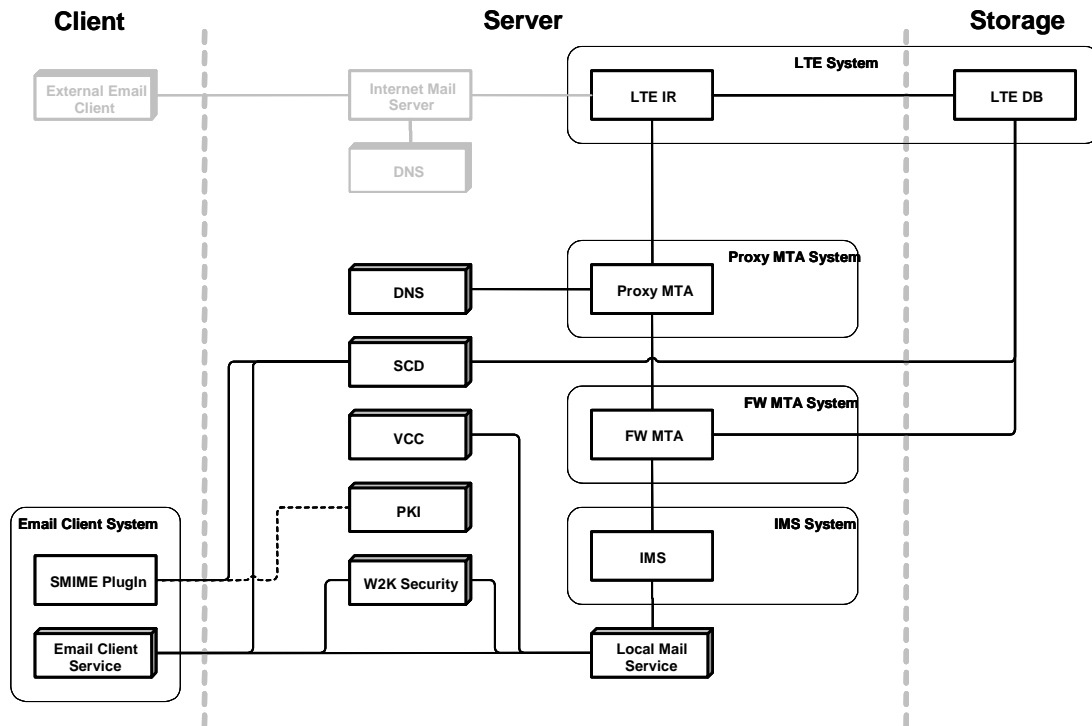 Client
Server
Storage
LTE System
External Email
Client
Internet Mail
Server
LTE IR
LTE DB
DNS
Proxy MTA System
DNS
Proxy MTA
SCD
FW MTA System
VCC
FW MTA
PKI
Email Client System
IMS System
SMIME PlugIn
W2K Security
IMS
Email Client
Service
Local Mail
Service